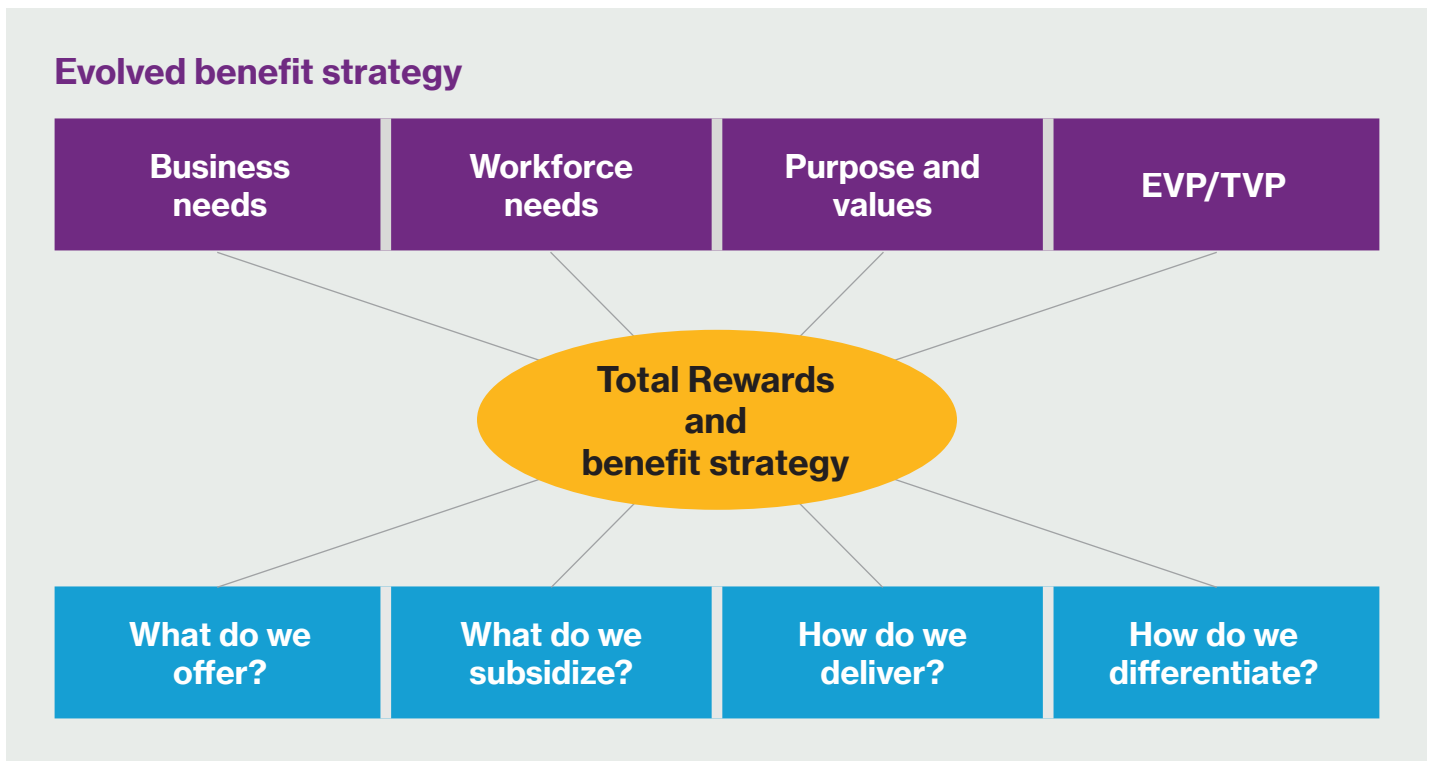 Evolved benefit strategy
Business
needs
Workforce
needs
Purpose and
values
EVP/TVP
Total Rewards
and
benefit strategy
What do we
offer?
What do we
subsidize?
How do we
deliver?
How do we
differentiate?